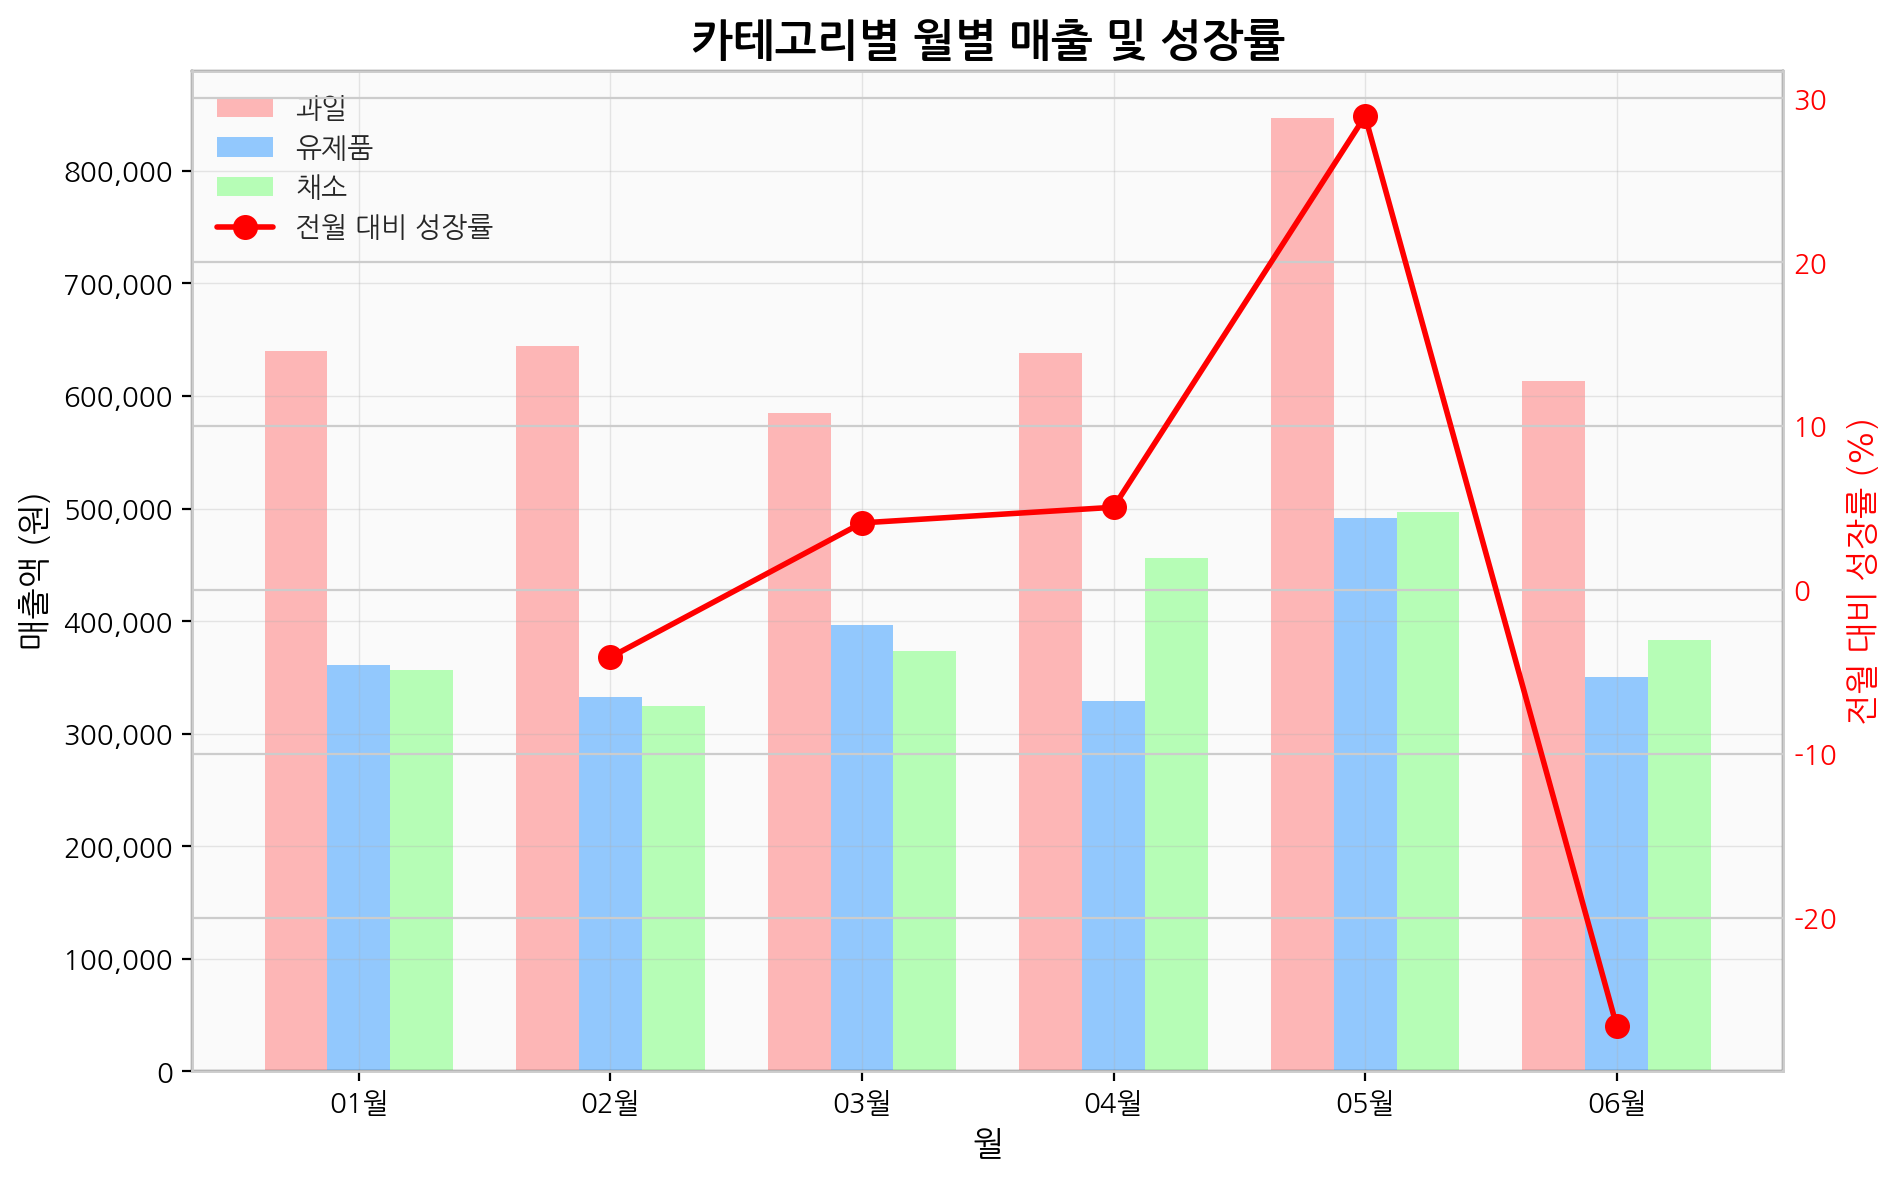 카테고리별 월별 매출 및 성장률
과일
유제품
채소
전월 대비 성장률
매출액 (원)
800,000
700,000
600,000
500,000
400,000
300,000
200,000
100,000
0
30
20
10
0
-10
-20
전월 대비 성장률 (%)
01월 02월 03월 04월 05월 06월
월